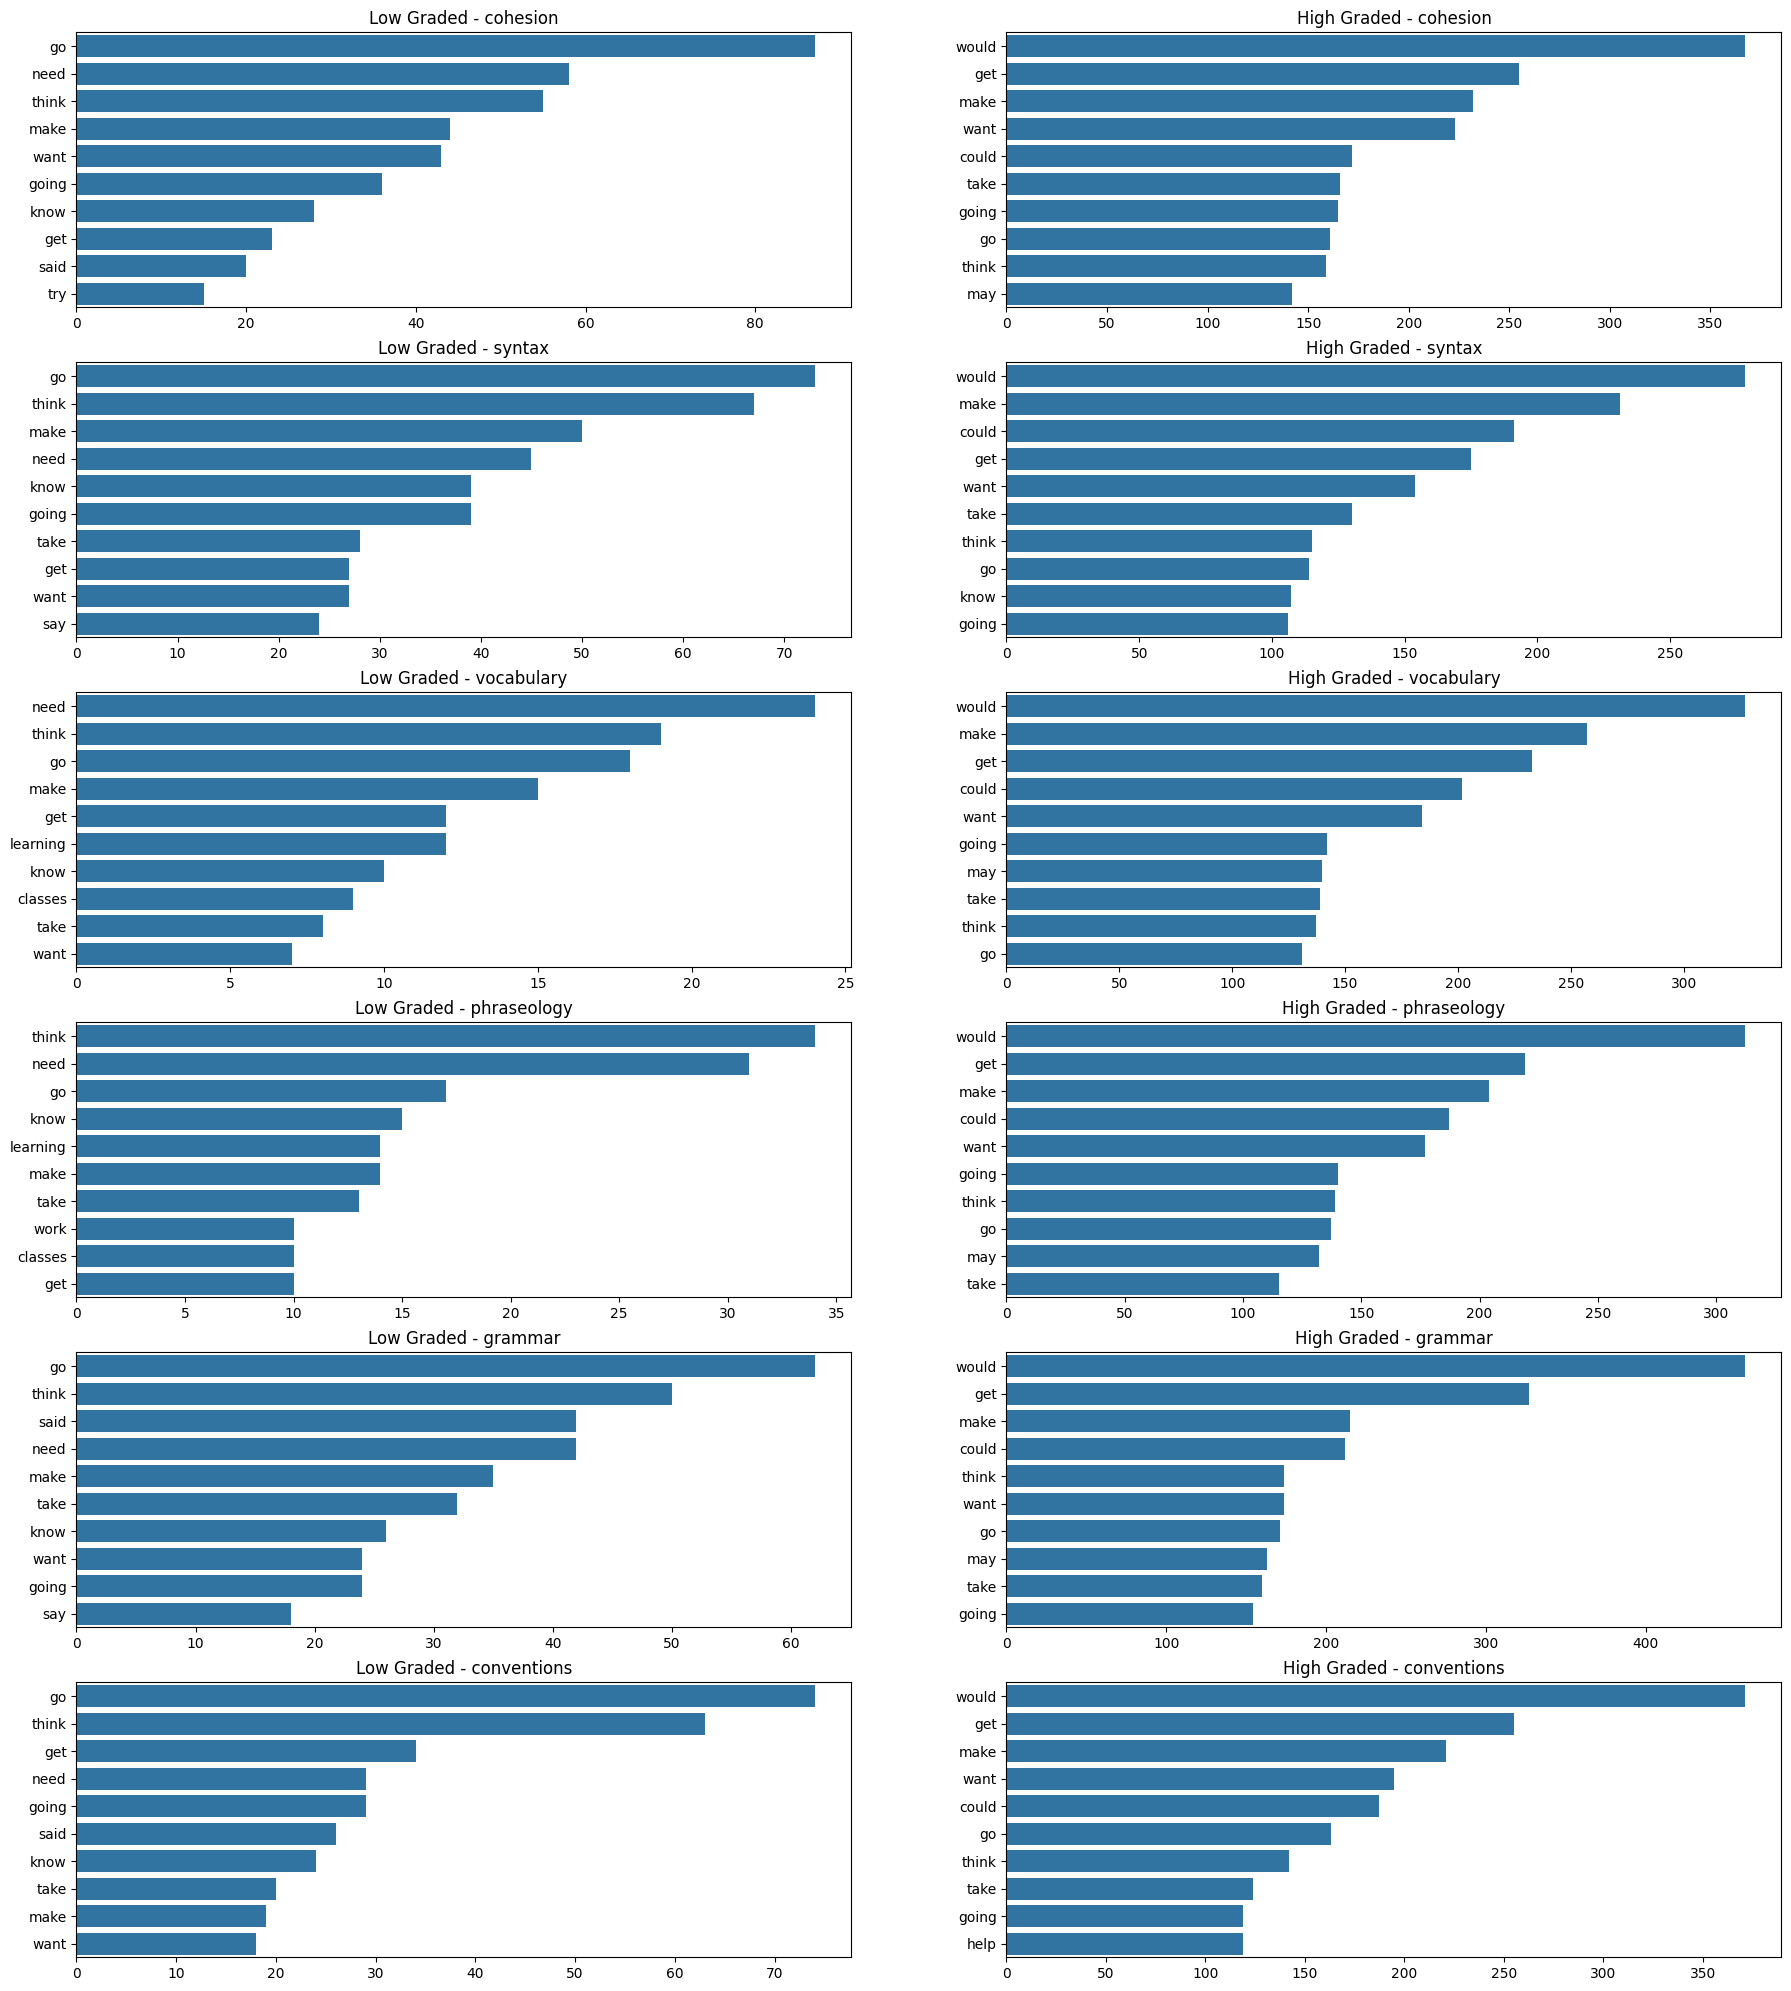 Low Graded - cohesion
go
need
think
make
want
going
know
get
said
try
0 20 40 60 80
High Graded - cohesion
would
get
make
want
could
take
going
go
think
may
0 50 100 150 200 250 300 350
Low Graded - syntax
go
think
make
need
know
going
take
get
want
say
0 10 20 30 40 50 60 70
High Graded - syntax
would
make
could
get
want
take
think
go
know
going
0 50 100 150 200 250
Low Graded - vocabulary
need
think
go
make
get
learning
know
classes
take
want
0 5 10 15 20 25
High Graded - vocabulary
would
make
get
could
want
going
may
take
think
go
0 50 100 150 200 250 300
Low Graded - phraseology
think
need
go
know
learning
make
take
work
classes
get
0 5 10 15 20 25 30 35
High Graded - phraseology
would
get
make
could
want
going
think
go
may
take
0 50 100 150 200 250 300
Low Graded - grammar
go
think
said
need
make
take
know
want
going
say
0 10 20 30 40 50 60
High Graded - grammar
would
get
make
could
think
want
go
may
take
going
0 100 200 300 400
Low Graded - conventions
go
think
get
need
going
said
know
take
make
want
0 10 20 30 40 50 60 70
High Graded - conventions
would
get
make
want
could
go
think
take
going
help
0 50 100 150 200 250 300 350